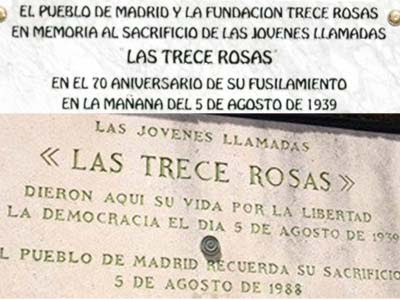 EL PUEBLO DE MADRID Y LA FUNDACION TRECE ROSAS
EN MEMORIA AL SACRIFICIO DE LAS JOVENES LLAMADAS
"LAS TRECE ROSAS"
EN EL 70 ANIVERSARIO DE SU FUSILAMIENTO
EN LA MAÑANA DEL 5 DE AGOSTO DE 1939
LAS JOVENES LLAMADAS
« LAS TRECE ROSAS »
DIERON AQUI SU VIDA POR LA LIBERTAD
LA DEMOCRACIA EL DIA 5 DE AGOSTO DE 1939
EL PUEBLO DE MADRID RECUERDA SU SACRIFICIO
5 DE AGOSTO DE 1988